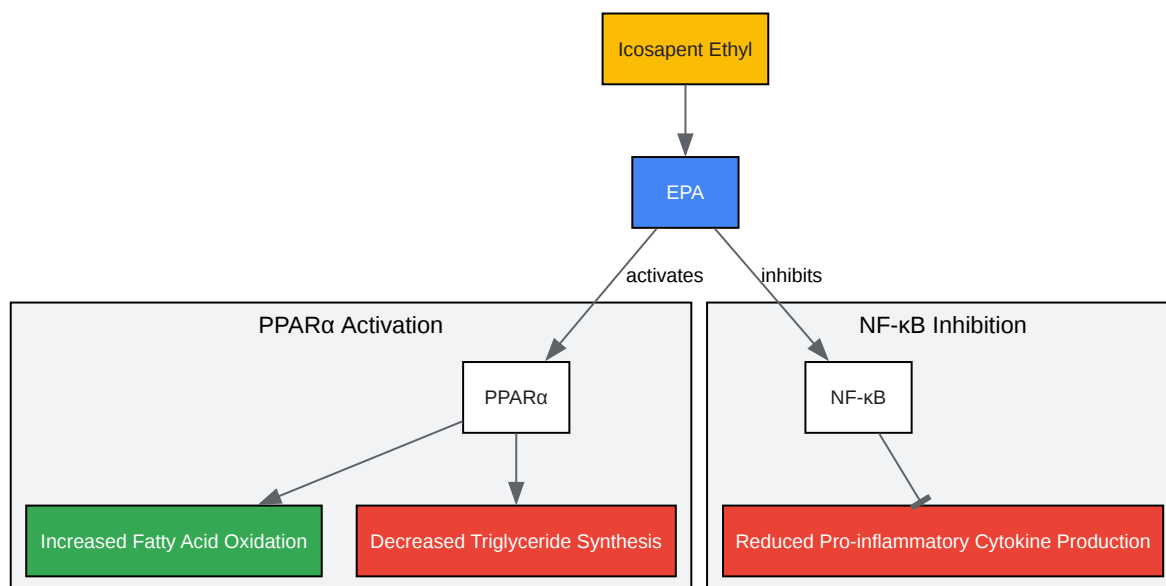 Icosapent Ethyl
EPA
activates
inhibits
PPARα Activation
NF-κB Inhibition
PPARα
NF-κB
Increased Fatty Acid Oxidation
Decreased Triglyceride Synthesis
Reduced Pro-inflammatory Cytokine Production